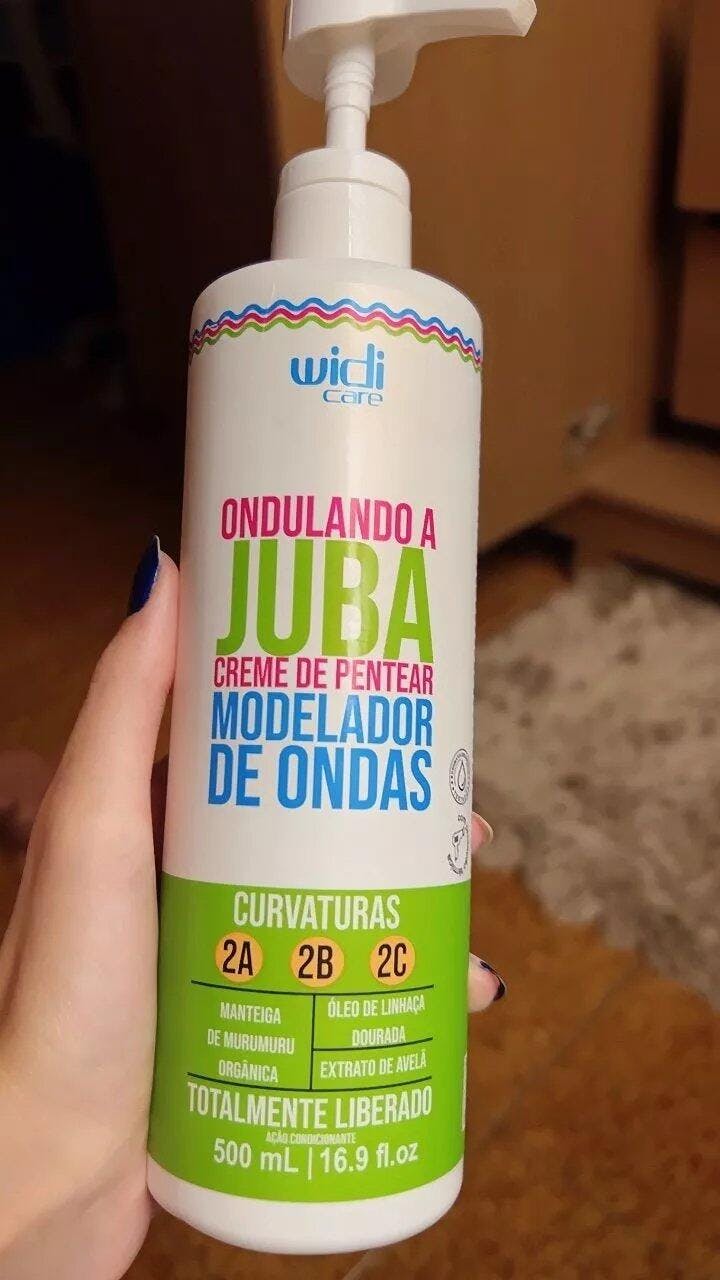 widi
care
ONDULANDO A
JUBA
CREME DE PENTEAR
MODELADOR
DE ONDAS
CURVATURAS
2A 2B 2C
MANTEIGA
DE MURUMURU
ORGÂNICA
ÓLEO DE LINHAÇA
DOURADA
EXTRATO DE AVELÃ
TOTALMENTE LIBERADO
AÇÃO CONDICIONANTE
500 mL | 16.9 fl.oz